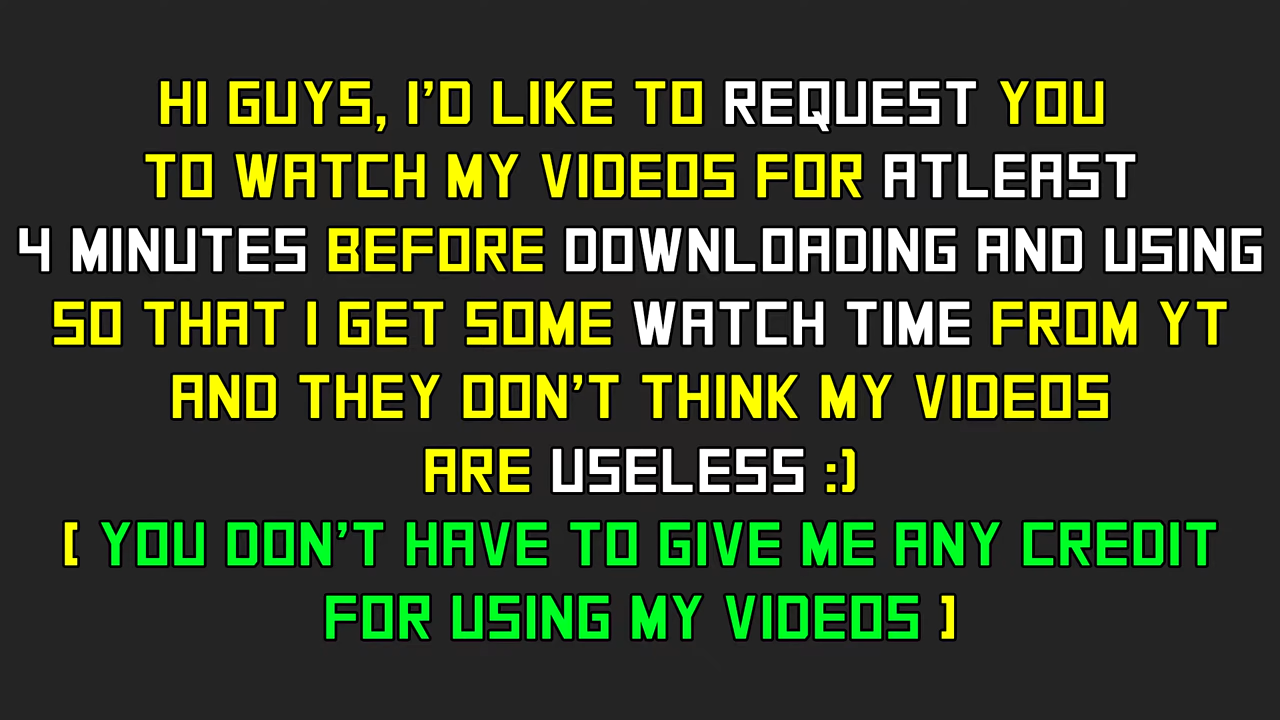 HI GUYS, I'D LIKE TO REQUEST YOU
TO WATCH MY VIDEOS FOR ATLEAST
4 MINUTES BEFORE DOWNLOADING AND USING
SO THAT I GET SOME WATCH TIME FROM YT
AND THEY DON'T THINK MY VIDEOS
ARE USELESS :)
[ YOU DON'T HAVE TO GIVE ME ANY CREDIT
FOR USING MY VIDEOS ]